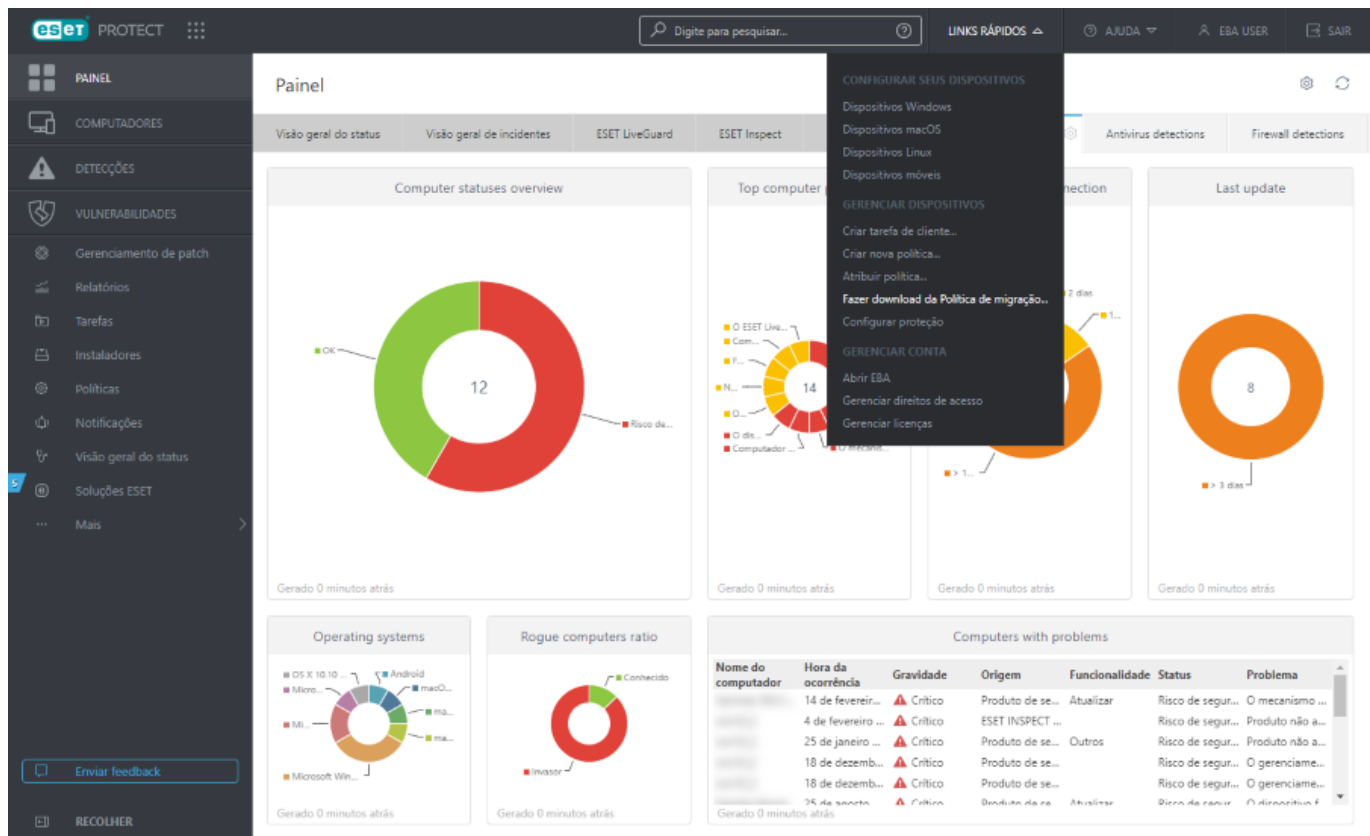 eset PROTECT
Digite para pesquisar...
LINKS RÁPIDOS
AJUDA
EBA USER
SAIR
PAINEL
COMPUTADORES
DETECÇÕES
VULNERABILIDADES
Gerenciamento de patch
Relatórios
Tarefas
Instaladores
Políticas
Notificações
Visão geral do status
Soluções ESET
Mais
Enviar feedback
RECOLHER
Painel
Visão geral do status
Visão geral de incidentes
ESET LiveGuard
ESET Inspect
Antivirus detections
Firewall detections
CONFIGURAR SEUS DISPOSITIVOS
Dispositivos Windows
Dispositivos macOS
Dispositivos Linux
Dispositivos móveis
GERENCIAR DISPOSITIVOS
Criar tarefa de cliente...
Criar nova política...
Atribuir política...
Fazer download da Política de migração...
Configurar proteção
GERENCIAR CONTA
Abrir EBA
Gerenciar direitos de acesso
Gerenciar licenças
Computer statuses overview
OK
12
Risco de...
Gerado 0 minutos atrás
Top computer
O ESET Live...
Com...
F...
N...
14
O...
O dis...
Computador ...
O mecanis...
Gerado 0 minutos atrás
nection
2 dias
1...
> 1...
Gerado 0 minutos atrás
Last update
8
> 3 dias
Gerado 0 minutos atrás
Operating systems
OS X 10.10 ...
Android
Micro...
macO...
ma...
Mi...
ma...
Microsoft Win...
Gerado 0 minutos atrás
Rogue computers ratio
Conhecido
Invasor
Gerado 0 minutos atrás
Computers with problems
Nome do computador Hora da ocorrência Gravidade Origem Funcionalidade Status Problema
14 de fevereir... Crítico Produto de se... Atualizar Risco de segur... O mecanismo ...
4 de fevereiro ... Crítico ESET INSPECT ... Risco de segur... Produto não a...
25 de janeiro ... Crítico Produto de se... Outros Risco de segur... Produto não a...
18 de dezemb... Crítico Produto de se... Risco de segur... O gerenciame...
18 de dezemb... Crítico Produto de se... Risco de segur... O gerenciame...
25 de agosto Crítico Produto de se Atualizar Risco de segur O dispositivo f
Gerado 0 minutos atrás